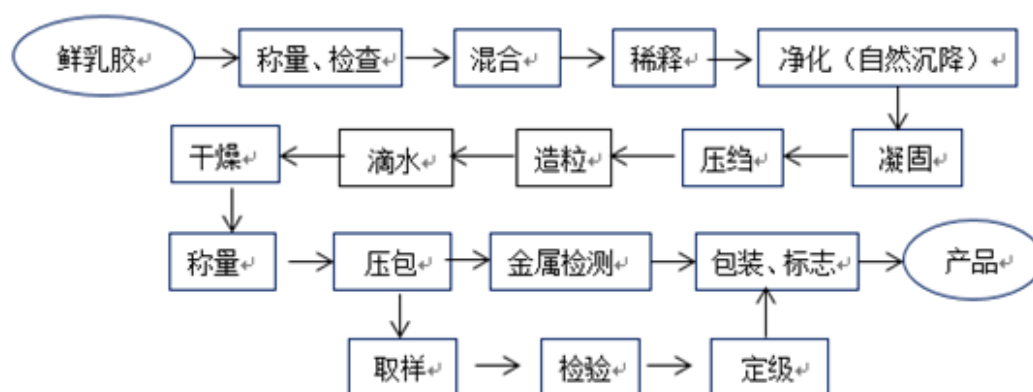 鲜乳胶
称量、检查
混合
稀释
净化（自然沉降）
干燥
滴水
造粒
压绉
凝固
称量
压包
金属检测
包装、标志
产品
取样
检验
定级